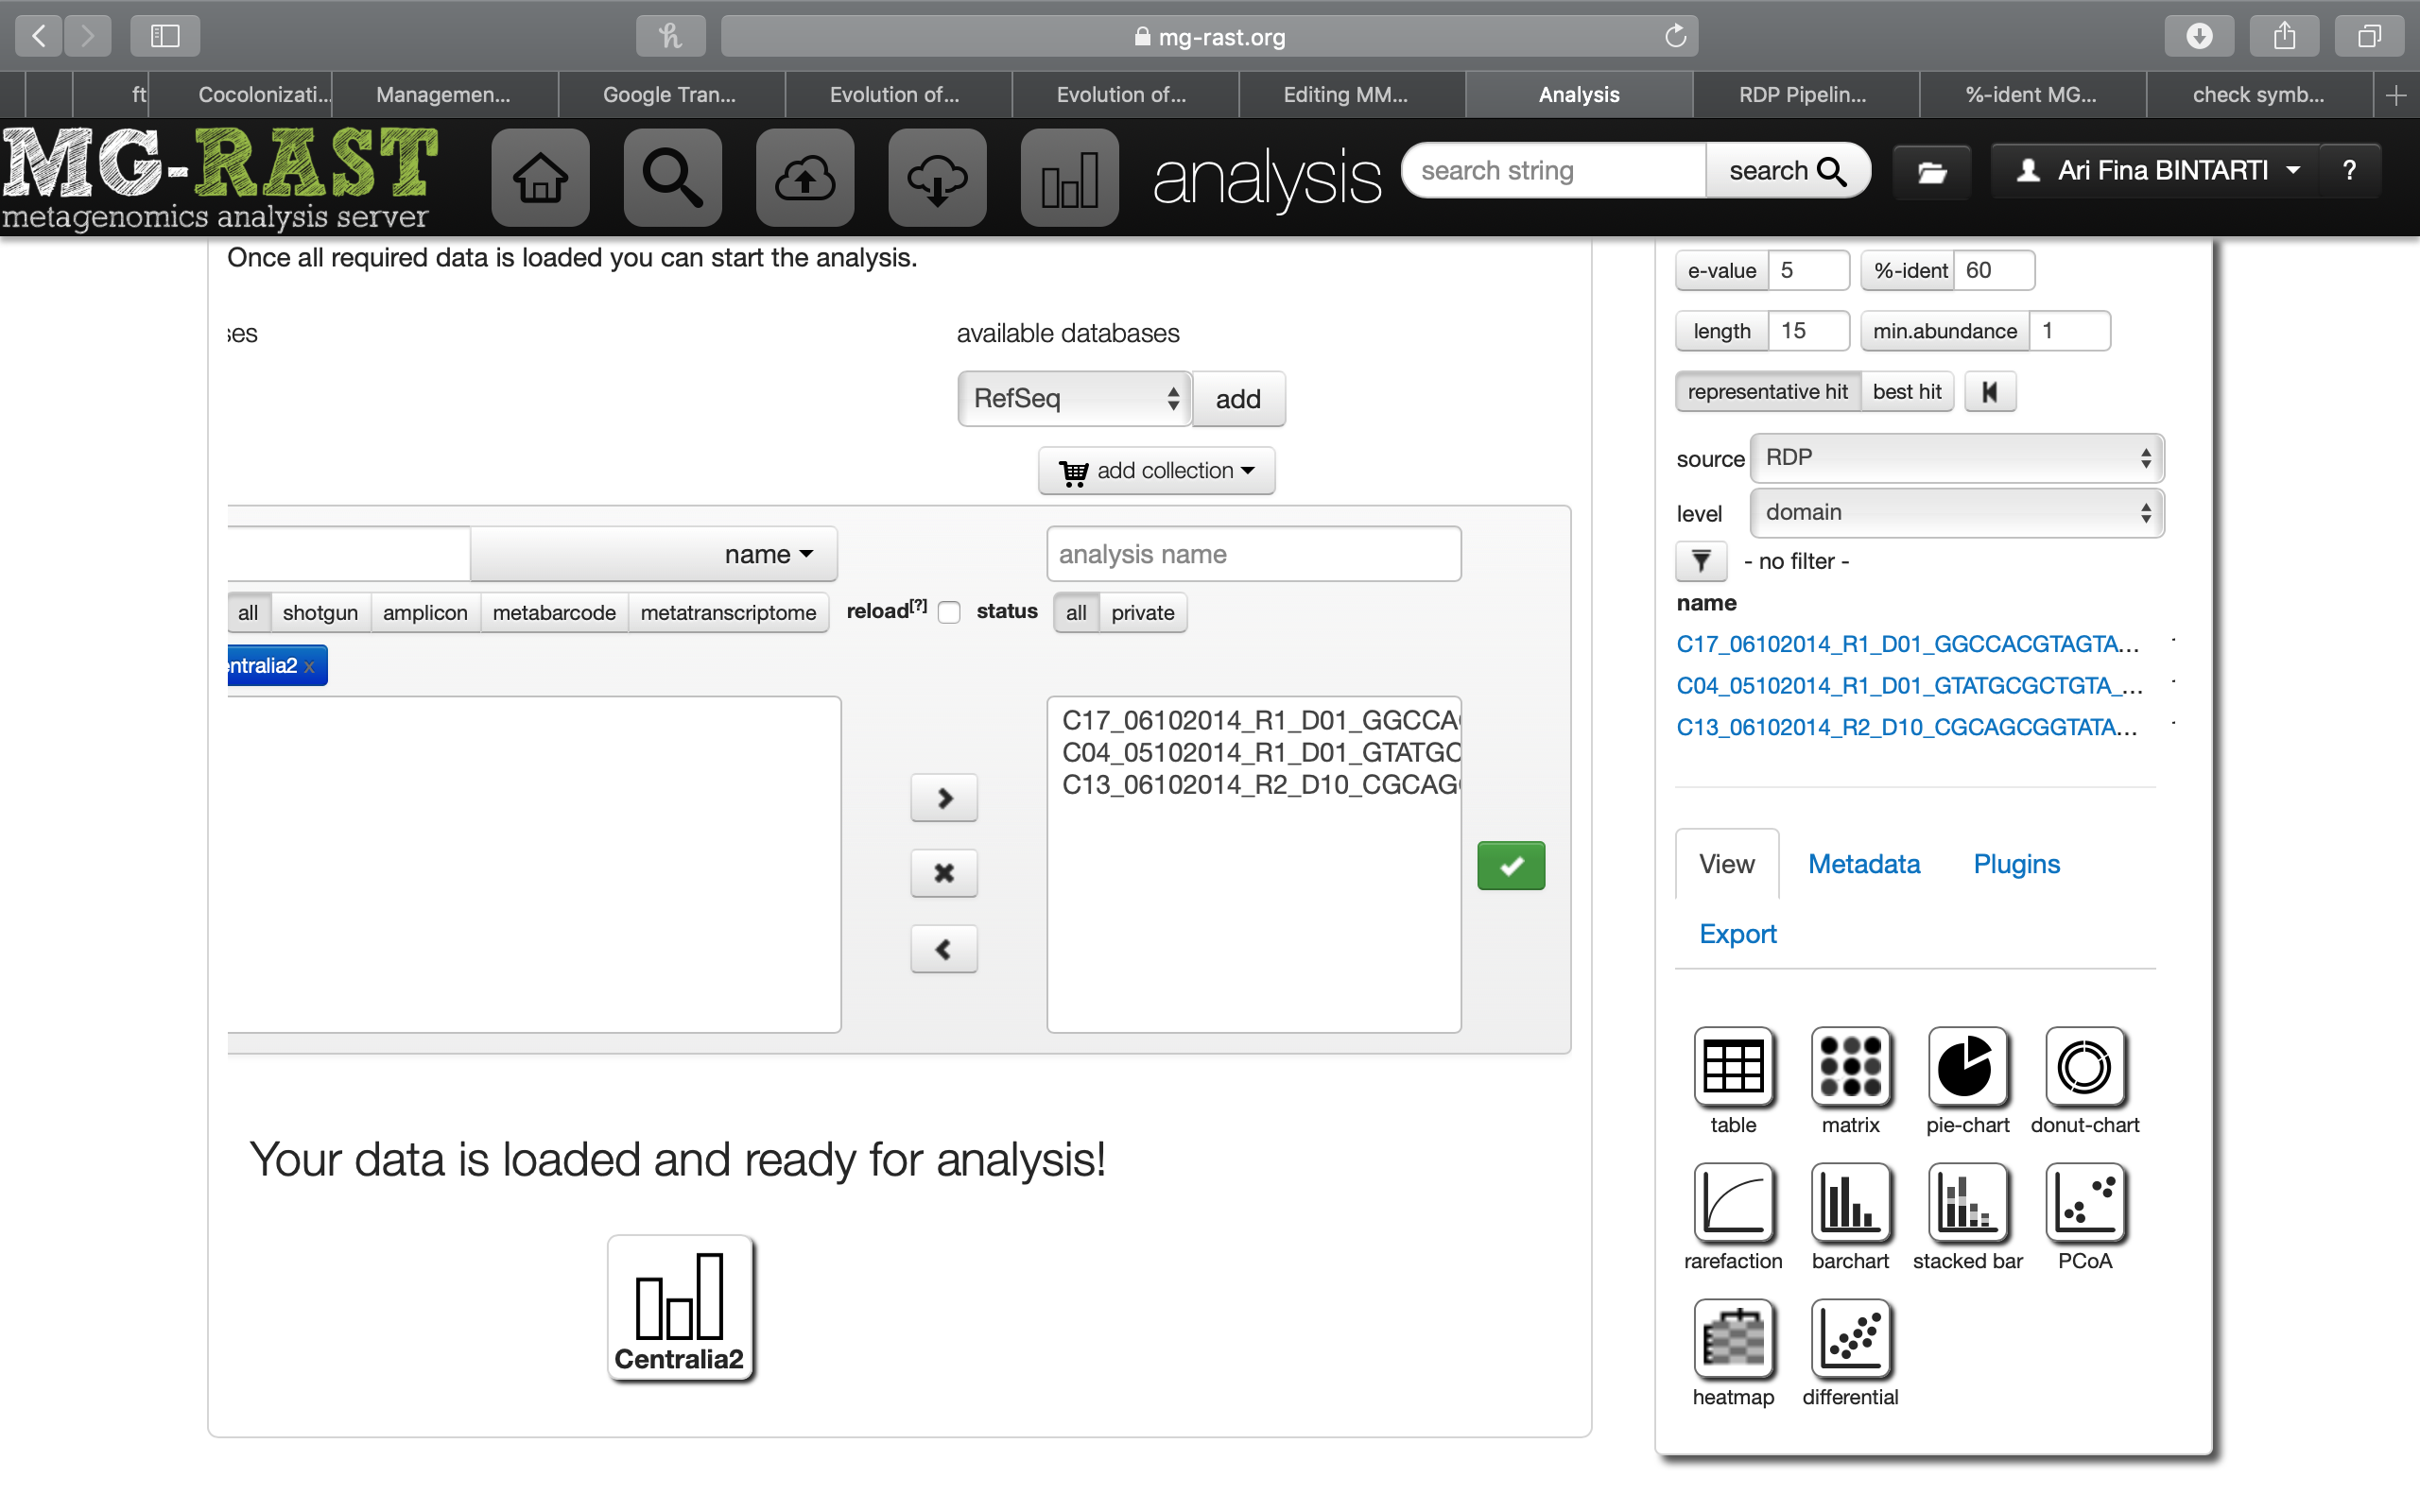 mg-rast.org
ft Cocolonizati... Managemen... Google Tran... Evolution of... Evolution of... Editing MM... Analysis RDP Pipelin... %-ident MG... check symb...
MG-RAST
metagenomics analysis server
analysis
search string search
Ari Fina BINTARTI ?
Once all required data is loaded you can start the analysis.
available databases
RefSeq add
add collection
name analysis name
all shotgun amplicon metabarcode metatranscriptome reload[?] status all private
entralia2 x
C17_06102014_R1_D01_GGCCA
C04_05102014_R1_D01_GTATGC
C13_06102014_R2_D10_CGCAG
Your data is loaded and ready for analysis!
Centralia2
e-value 5 %-ident 60
length 15 min.abundance 1
representative hit best hit
source RDP
level domain
- no filter -
name
C17_06102014_R1_D01_GGCCACGTAGTA...
C04_05102014_R1_D01_GTATGCGCTGTA_...
C13_06102014_R2_D10_CGCAGCGGTATA...
View Metadata Plugins
Export
table matrix pie-chart donut-chart
rarefaction barchart stacked bar PCoA
heatmap differential